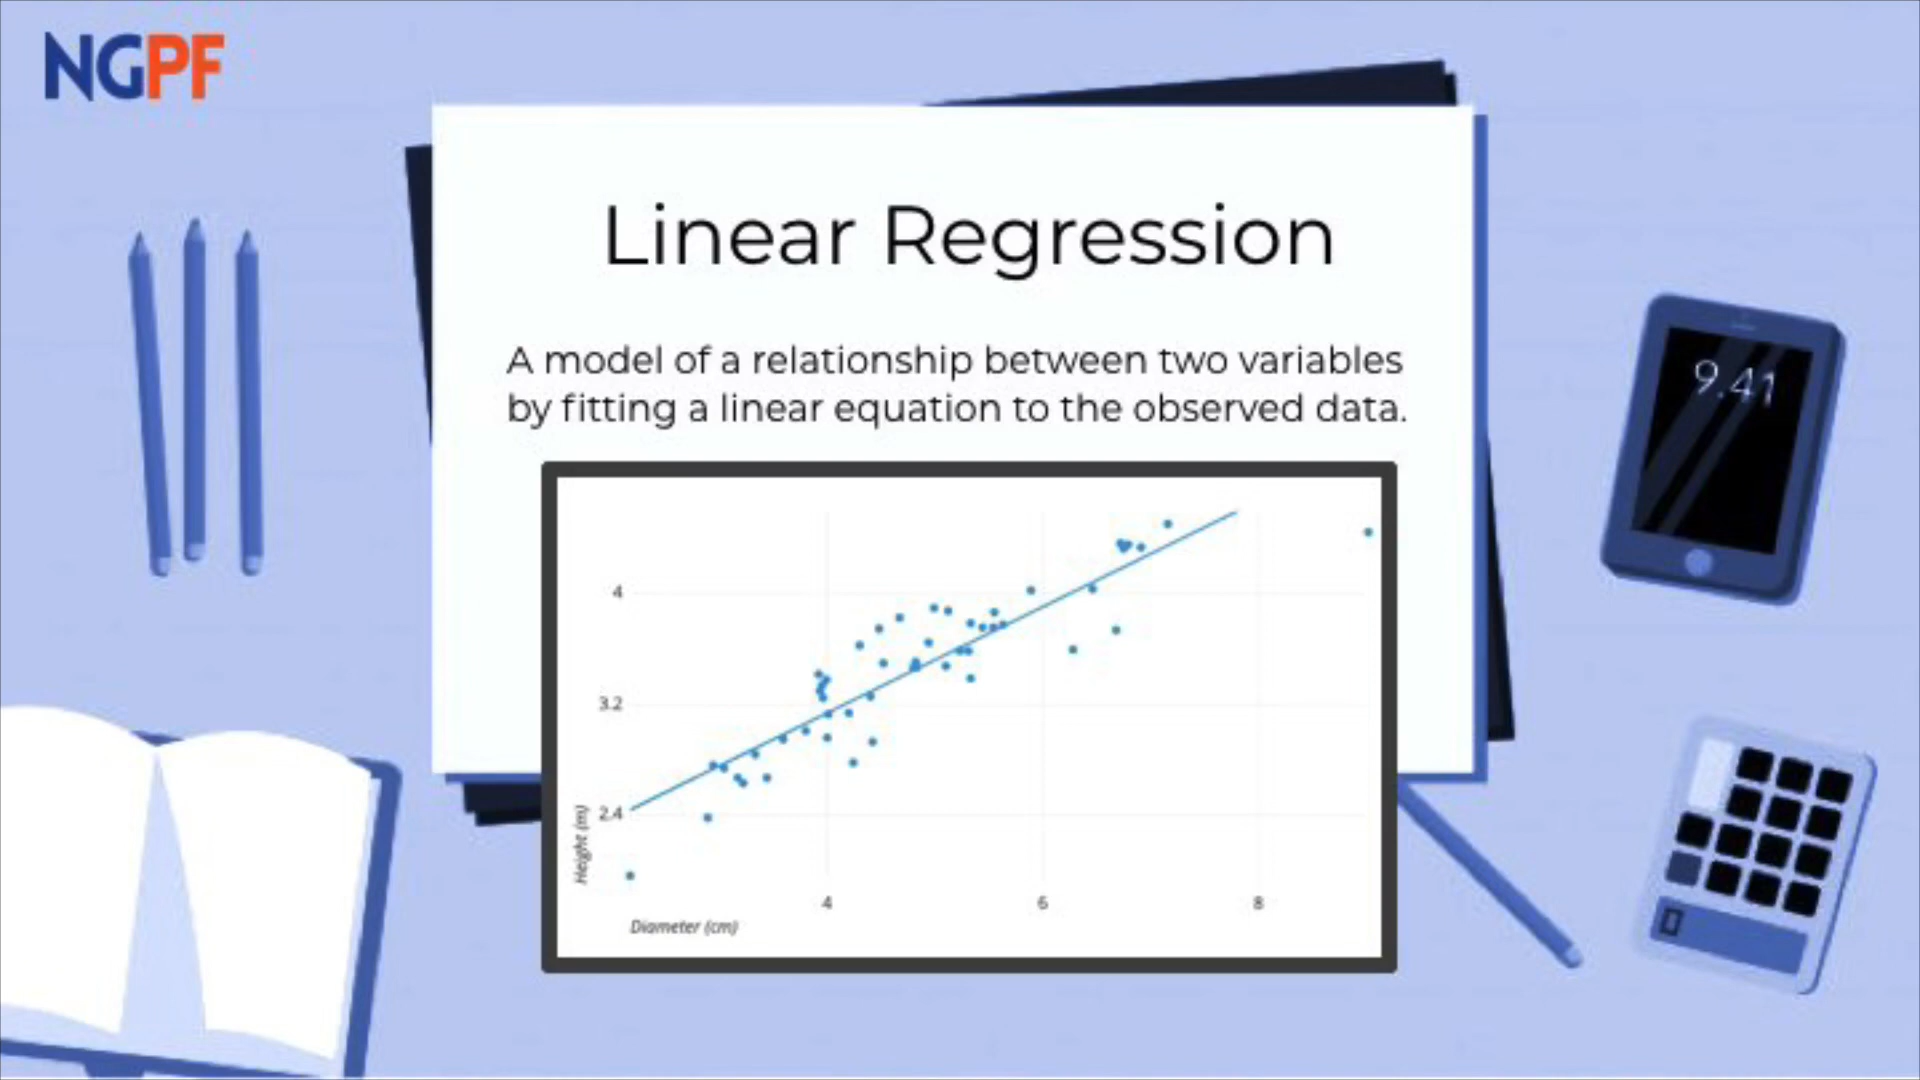 NGPF
Linear Regression
A model of a relationship between two variables
by fitting a linear equation to the observed data.
9.41
4
3.2
2.4
Height (m)
4 6 8
Diameter (cm)
0